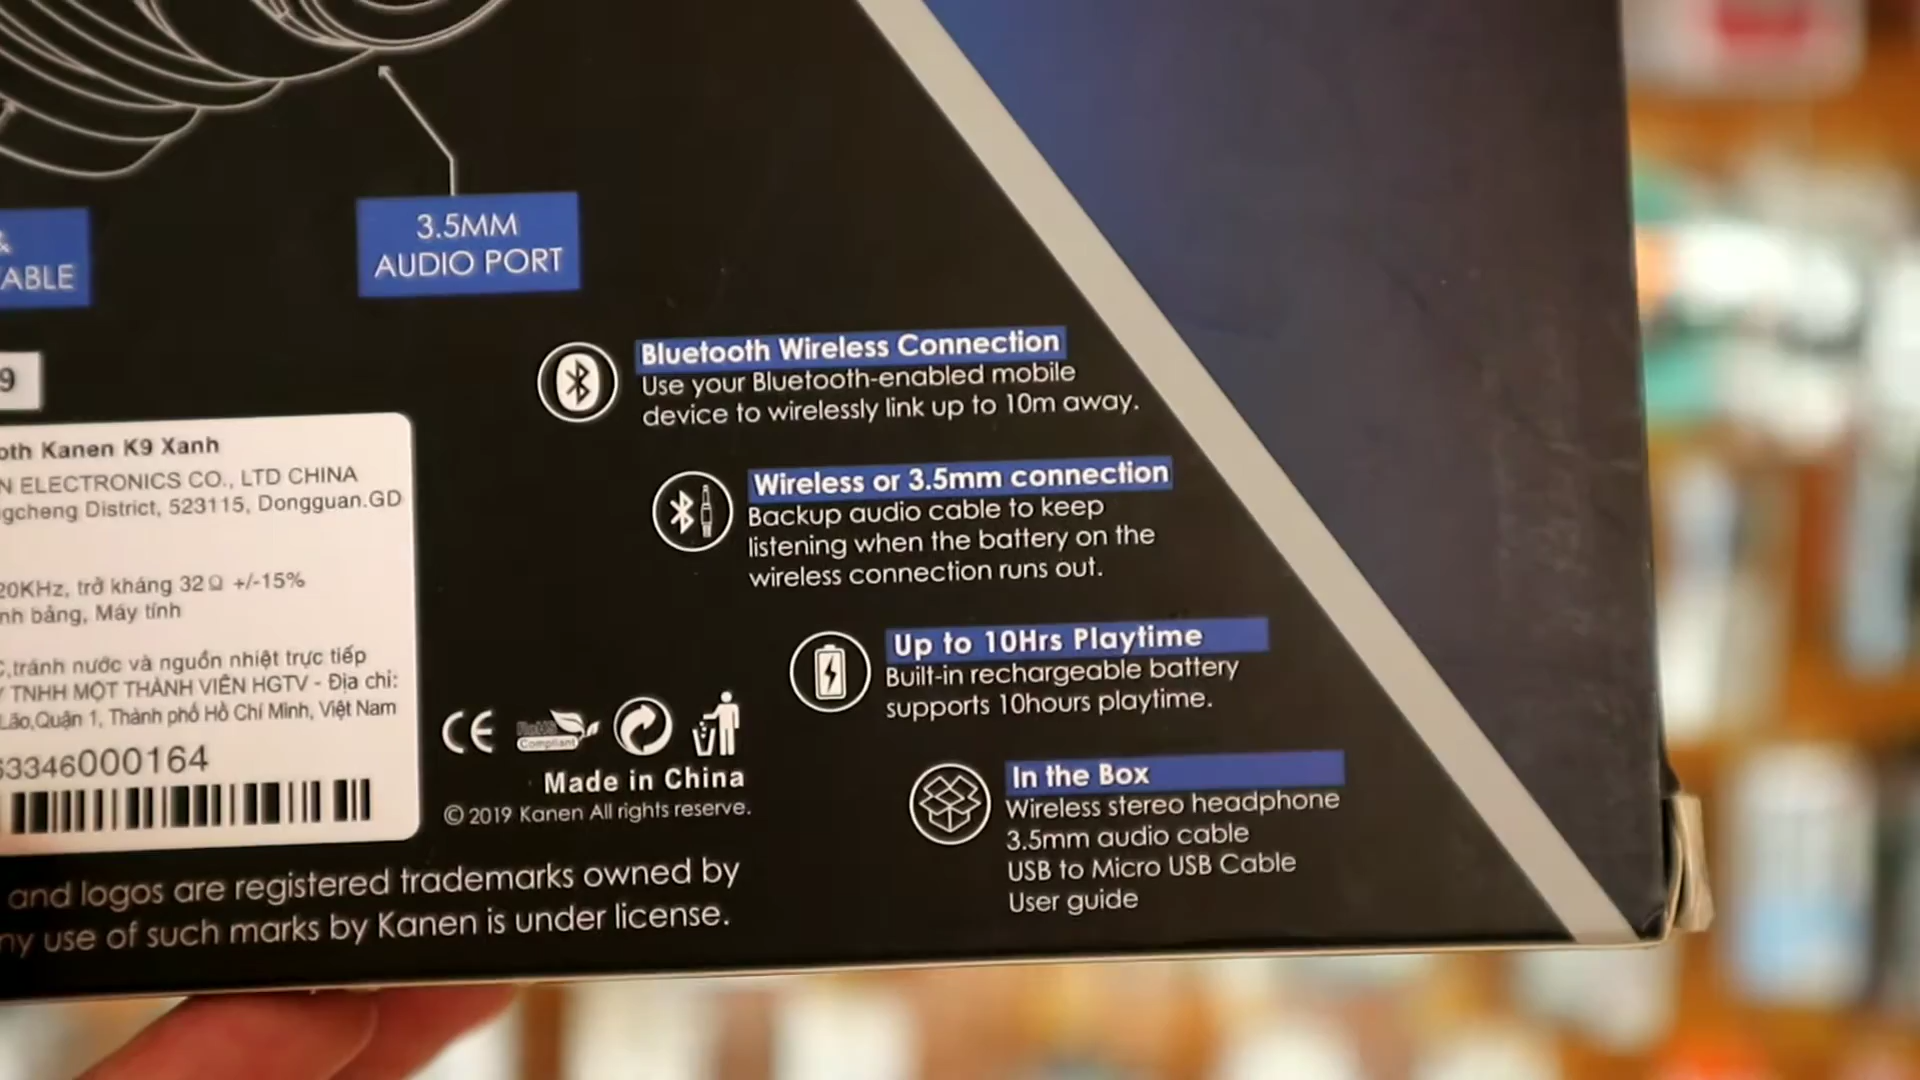 3.5MM
AUDIO PORT
&
ABLE
9
Bluetooth Wireless Connection
Use your Bluetooth-enabled mobile
device to wirelessly link up to 10m away.
Wireless or 3.5mm connection
Backup audio cable to keep
listening when the battery on the
wireless connection runs out.
Up to 10Hrs Playtime
Built-in rechargeable battery
supports 10hours playtime.
In the Box
Wireless stereo headphone
3.5mm audio cable
USB to Micro USB Cable
User guide
oth Kanen K9 Xanh
N ELECTRONICS CO., LTD CHINA
gcheng District, 523115, Dongguan.GD
20KHz, trở kháng 32Ω +/-15%
nh bảng, Máy tính
C,tránh nước và nguồn nhiệt trực tiếp
Y TNHH MỘT THÀNH VIÊN HGTV - Địa chỉ:
Lão,Quận 1, Thành phố Hồ Chí Minh, Việt Nam
63346000164
CE
RoHS
Compliant
Made in China
© 2019 Kanen All rights reserve.
and logos are registered trademarks owned by
ny use of such marks by Kanen is under license.